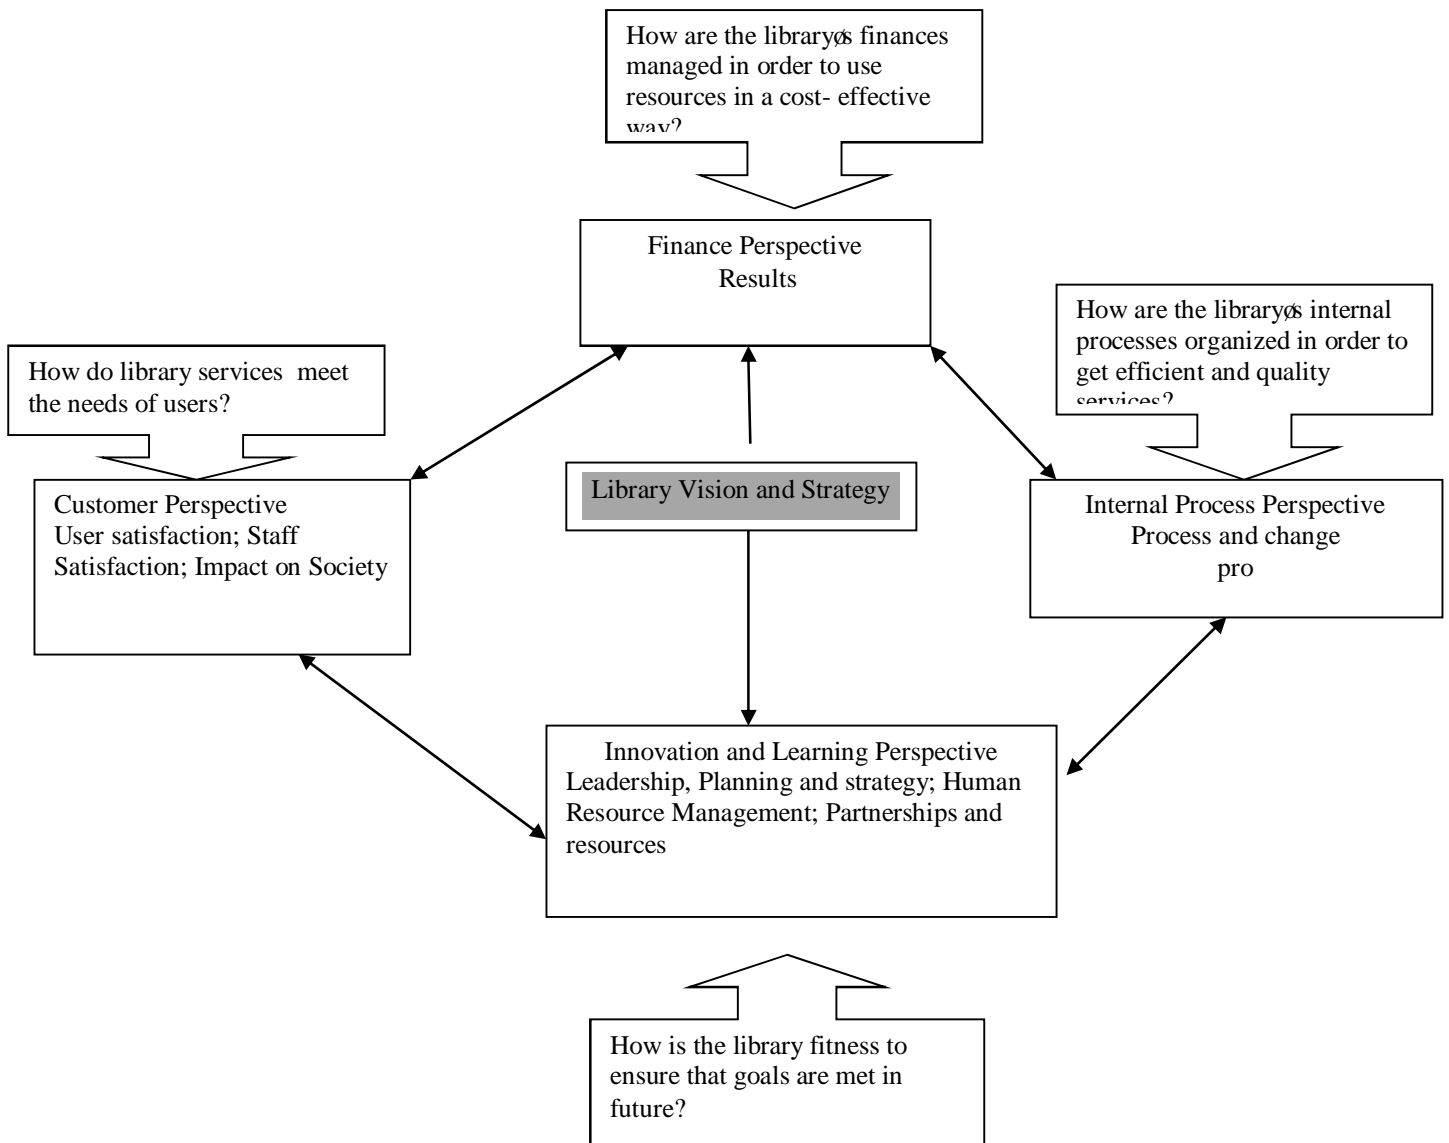 How are the libraryøs finances
managed in order to use
resources in a cost- effective
way?
Finance Perspective
Results
How are the libraryøs internal
processes organized in order to
get efficient and quality
services?
How do library services  meet
the needs of users?
Library Vision and Strategy
Customer Perspective
User satisfaction; Staff
Satisfaction; Impact on Society
Internal Process Perspective
Process and change
pro
Innovation and Learning Perspective
Leadership, Planning and strategy; Human
Resource Management; Partnerships and
resources
How is the library fitness to
ensure that goals are met in
future?